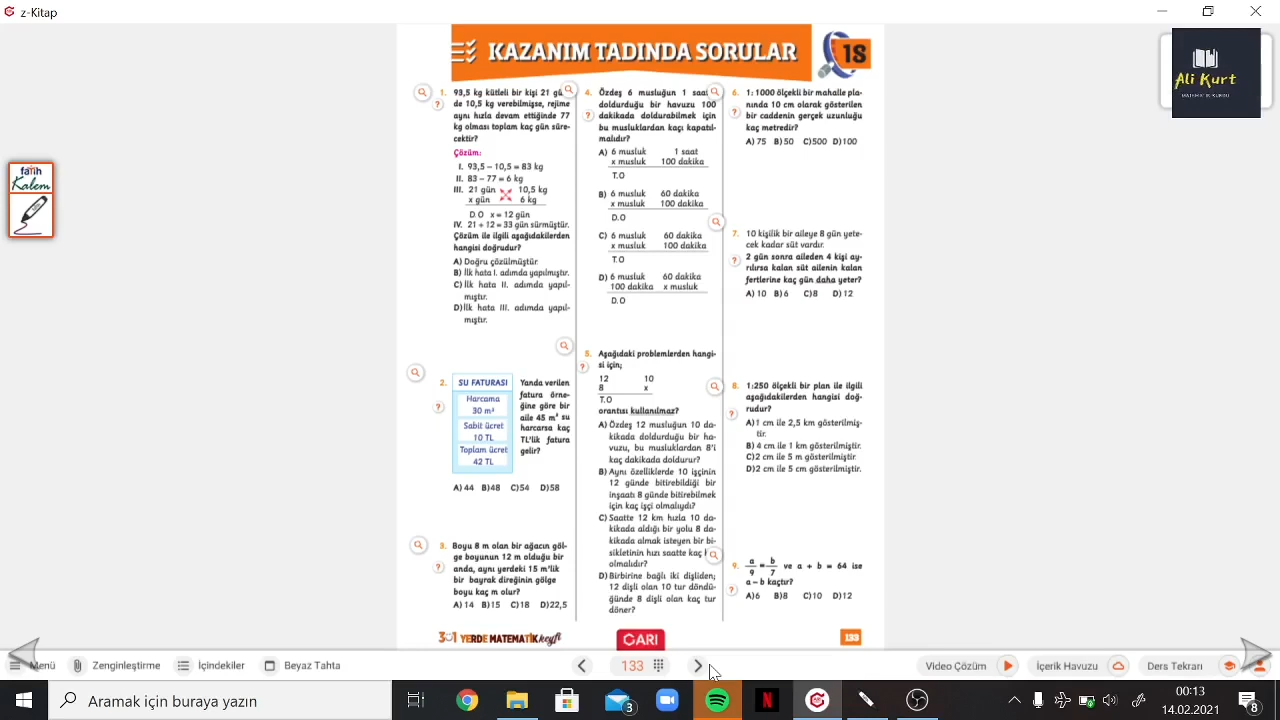 z-Kitap
KAZANIM TADINDA SORULAR
18
1. 93,5 kg kütleli bir kişi 21 gün-
de 10,5 kg verebilmişse, rejime
aynı hızla devam ettiğinde 77
kg olması toplam kaç gün süre-
cektir?
Çözüm:
I. 93,5 – 10,5 = 83 kg
II. 83 – 77 = 6 kg
III. 21 gün 10,5 kg
x gün 6 kg
D.O x = 12 gün
IV. 21 + 12 = 33 gün sürmüştür.
Çözüm ile ilgili aşağıdakilerden
hangisi doğrudur?
A) Doğru çözülmüştür.
B) İlk hata I. adımda yapılmıştır.
C) İlk hata II. adımda yapıl-
mıştır.
D) İlk hata III. adımda yapıl-
mıştır.
2. SU FATURASI
Harcama
30 m³
Sabit ücret
10 TL
Toplam ücret
42 TL
Yanda verilen
fatura örne-
ğine göre bir
aile 45 m³ su
harcarsa kaç
TL'lik fatura
gelir?
A) 44 B) 48 C) 54 D) 58
3. Boyu 8 m olan bir ağacın göl-
ge boyunun 12 m olduğu bir
anda, aynı yerdeki 15 m'lik
bir bayrak direğinin gölge
boyu kaç m olur?
A) 14 B) 15 C) 18 D) 22,5
4. Özdeş 6 musluğun 1 saatte
doldurduğu bir havuzu 100
dakikada doldurabilmek için
bu musluklardan kaçı kapatıl-
malıdır?
A) 6 musluk 1 saat
x musluk 100 dakika
T.O
B) 6 musluk 60 dakika
x musluk 100 dakika
D.O
C) 6 musluk 60 dakika
x musluk 100 dakika
T.O
D) 6 musluk 60 dakika
100 dakika x musluk
D.O
5. Aşağıdaki problemlerden hangi-
si için;
12 10
8 x
T.O
orantısı kullanılmaz?
A) Özdeş 12 musluğun 10 da-
kikada doldurduğu bir ha-
vuzu, bu musluklardan 8'i
kaç dakikada doldurur?
B) Aynı özelliklerde 10 işçinin
12 günde bitirebildiği bir
inşaatı 8 günde bitirebilmek
için kaç işçi olmalıydı?
C) Saatte 12 km hızla 10 da-
kikada aldığı bir yolu 8 da-
kikada almak isteyen bir bi-
sikletinin hızı saatte kaç
olmalıdır?
D) Birbirine bağlı iki dişliden;
12 dişli olan 10 tur döndü-
ğünde 8 dişli olan kaç tur
döner?
6. 1 : 1000 ölçekli bir mahalle pla-
nında 10 cm olarak gösterilen
bir caddenin gerçek uzunluğu
kaç metredir?
A) 75 B) 50 C) 500 D) 100
7. 10 kişilik bir aileye 8 gün yete-
cek kadar süt vardır.
2 gün sonra aileden 4 kişi ay-
rılırsa kalan süt ailenin kalan
fertlerine kaç gün daha yeter?
A) 10 B) 6 C) 8 D) 12
8. 1:250 ölçekli bir plan ile ilgili
aşağıdakilerden hangisi doğ-
rudur?
A) 1 cm ile 2,5 km gösterilmiş-
tir.
B) 4 cm ile 1 km gösterilmiştir.
C) 2 cm ile 5 m gösterilmiştir.
D) 2 cm ile 5 cm gösterilmiştir.
9. a/9 = b/7 ve a + b = 64 ise
a – b kaçtır?
A) 6 B) 8 C) 10 D) 12
YERDE MATEMATİK keyfi
ÇARI
133
fatih
Kalem
Arı Kursu
MATEMATİK KURSU
Menü Zenginleştirme İçindekiler Beyaz Tahta 133 Video Çözüm İçerik Havuzu Ders Tekrarı
Aramak için buraya yazın
3
00:13